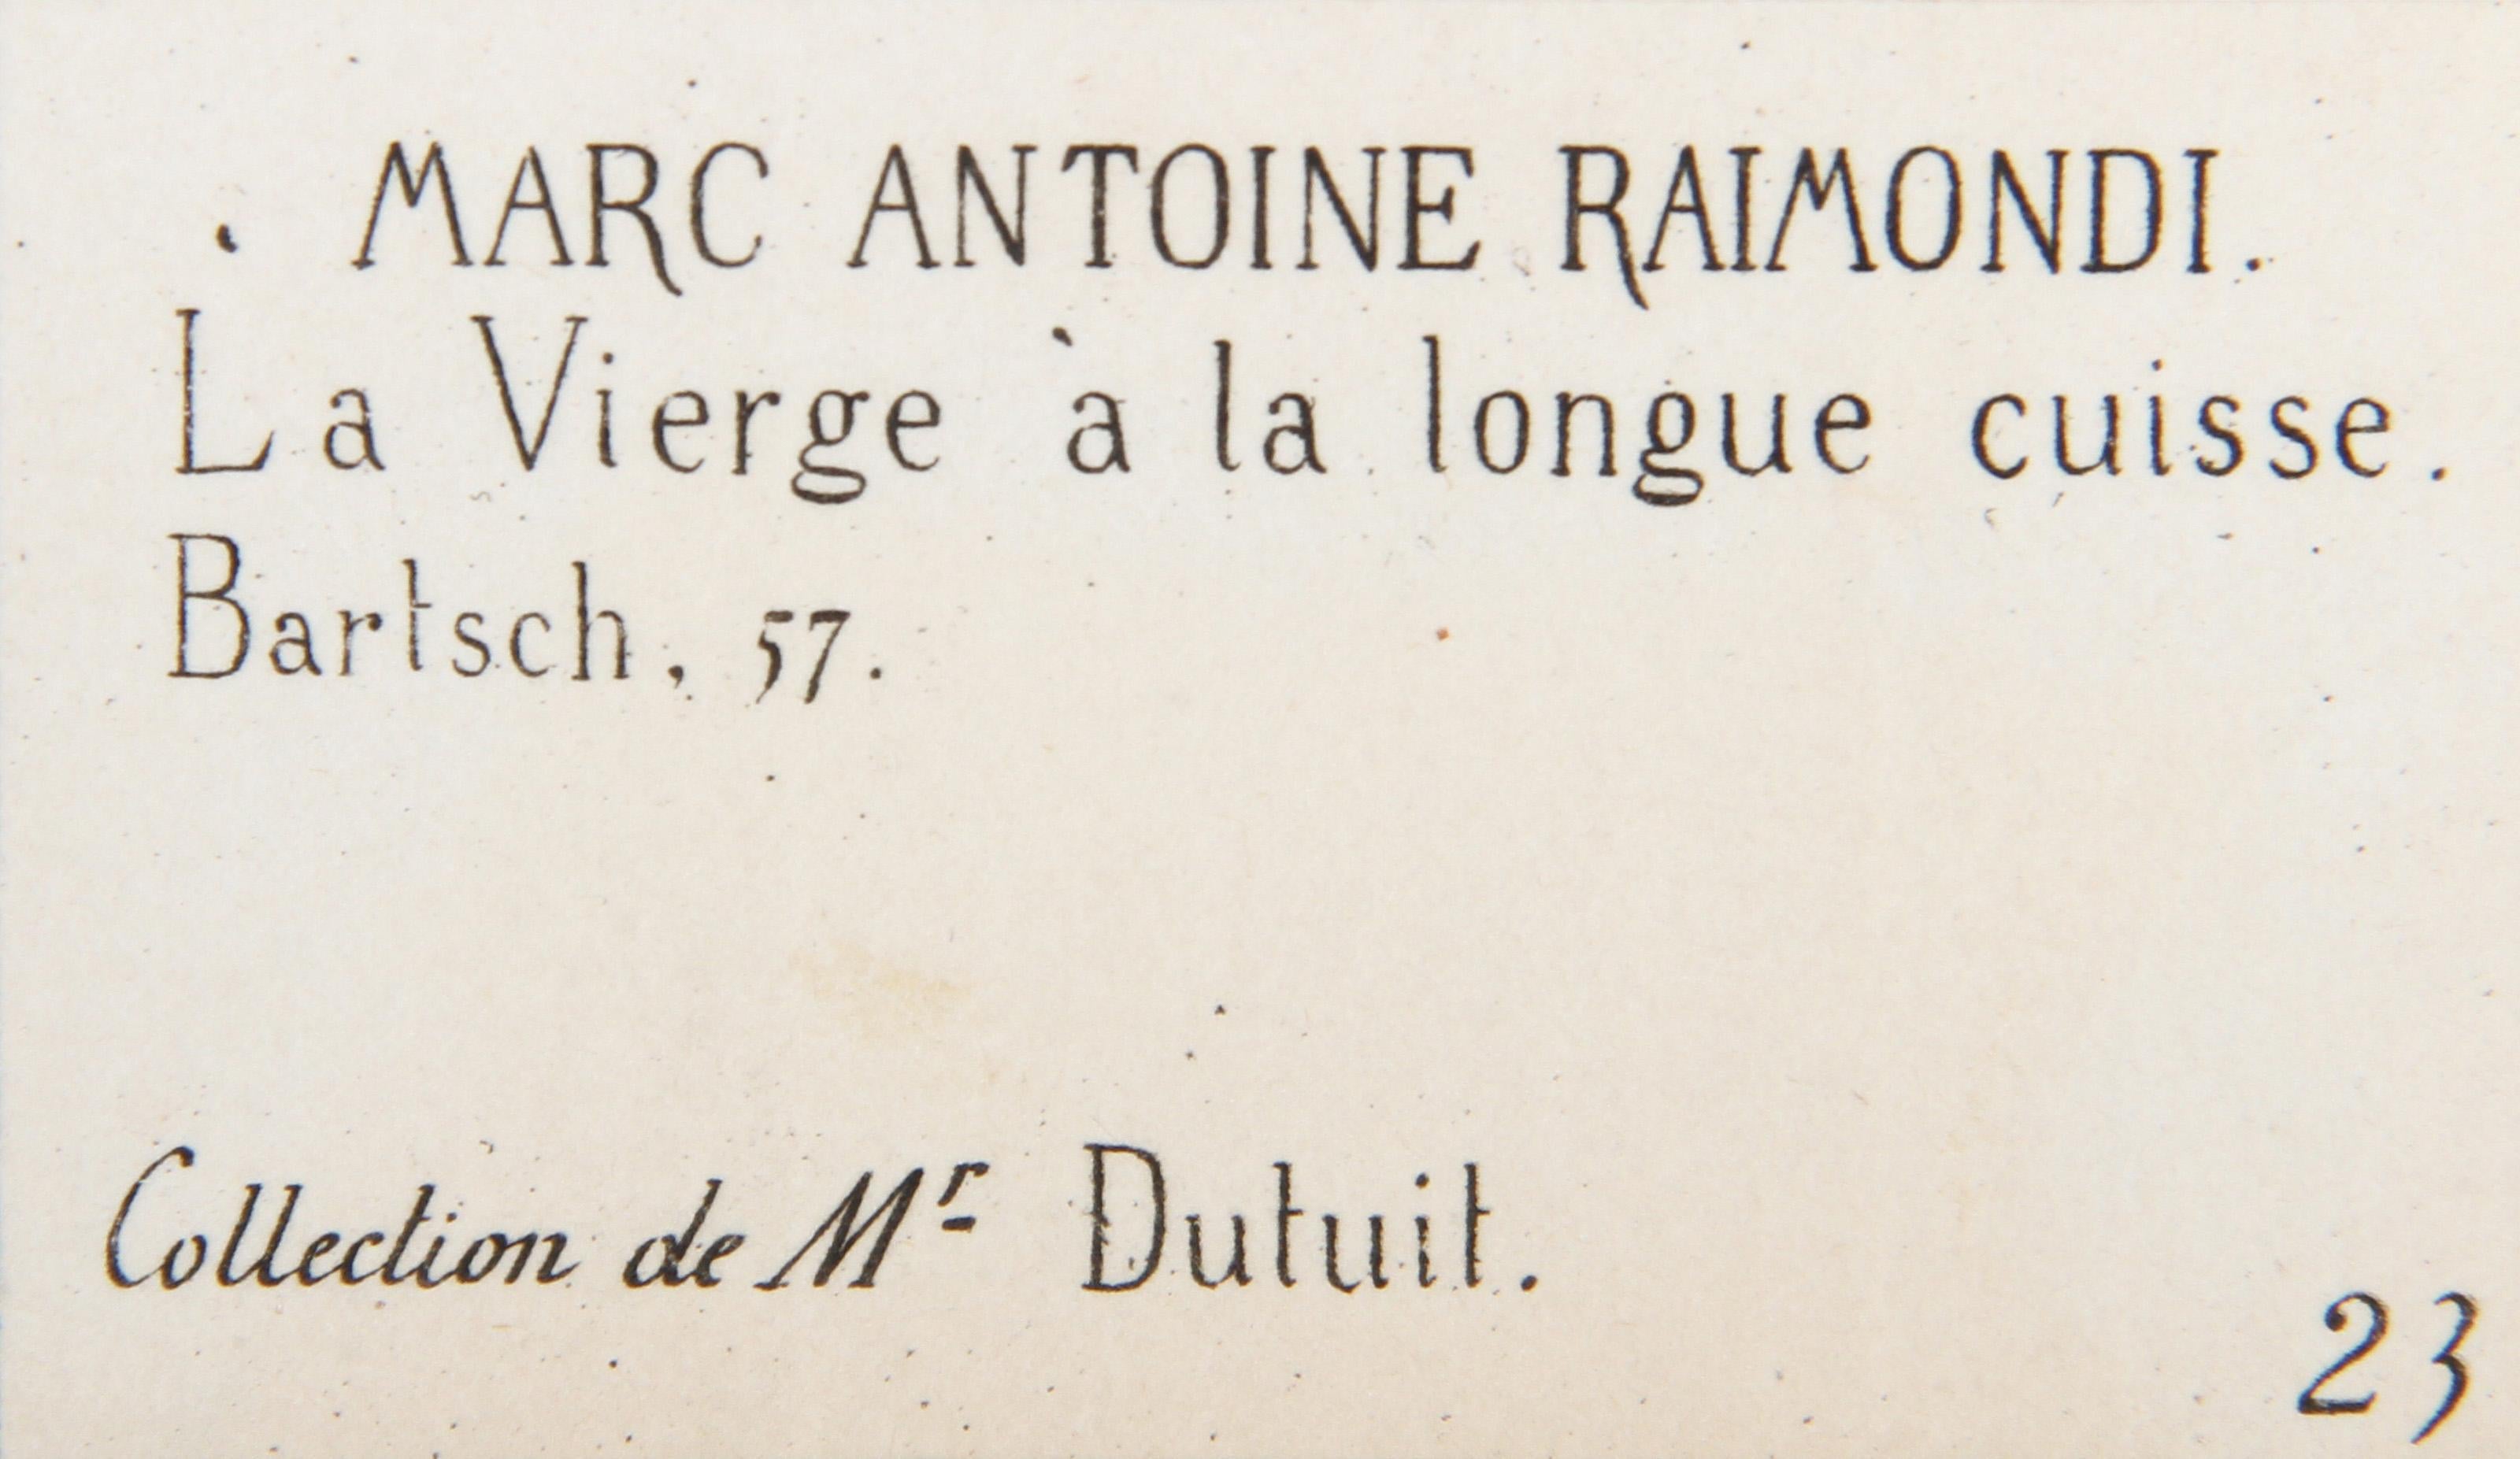 MARC ANTOINE RAIMONDI.
La Vierge à la longue cuisse.
Bartsch, 57.
Collection de Mr Dutuit.
23